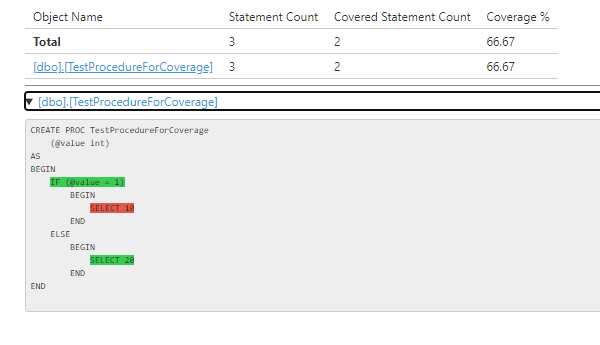 Object Name Statement Count Covered Statement Count Coverage %
Total 3 2 66.67
[dbo].[TestProcedureForCoverage] 3 2 66.67
[dbo].[TestProcedureForCoverage]
CREATE PROC TestProcedureForCoverage
(@value int)
AS
BEGIN
IF (@value = 1)
BEGIN
SELECT 10
END
ELSE
BEGIN
SELECT 20
END
END